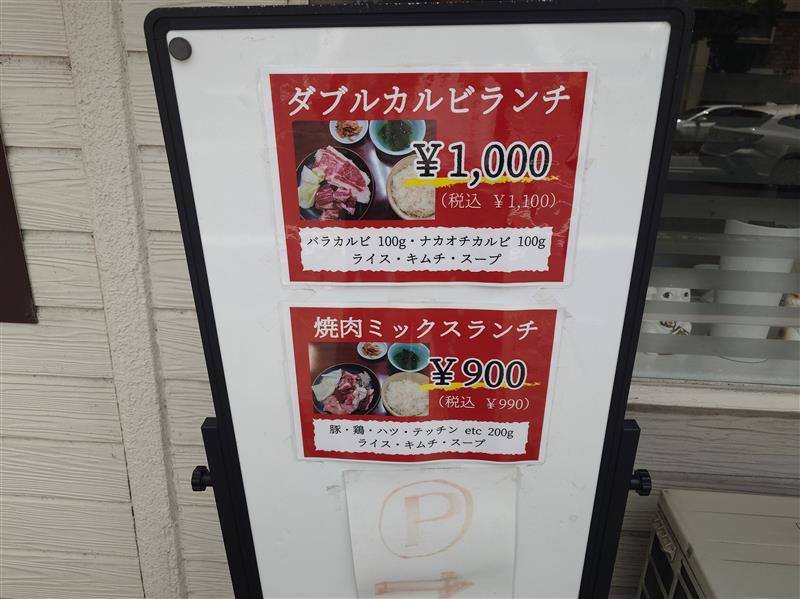 ダブルカルビランチ
￥1,000
（税込 ￥1,100）
バラカルビ 100g・ナカオチカルビ 100g
ライス・キムチ・スープ
焼肉ミックスランチ
￥900
（税込 ￥990）
豚・鶏・ハツ・テッチン etc 200g
ライス・キムチ・スープ
P